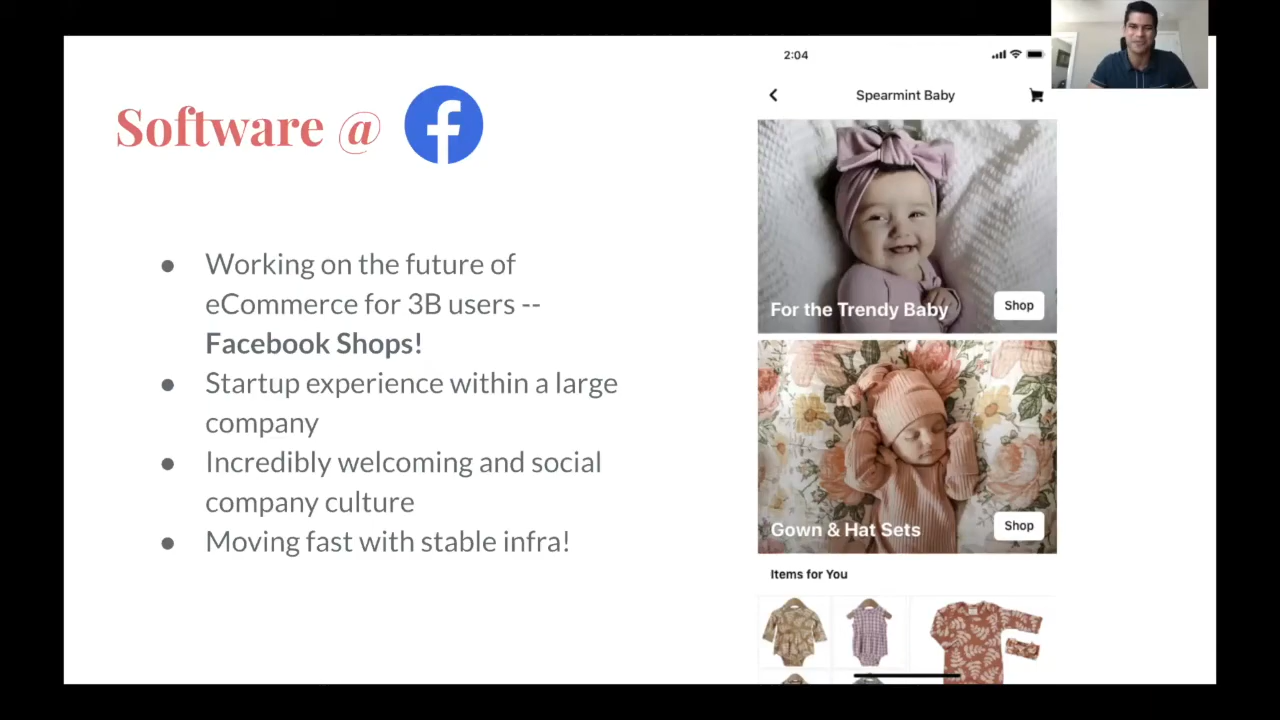 Software @
Working on the future of
eCommerce for 3B users --
Facebook Shops!
Startup experience within a large
company
Incredibly welcoming and social
company culture
Moving fast with stable infra!
2:04
Spearmint Baby
For the Trendy Baby
Shop
Gown & Hat Sets
Shop
Items for You